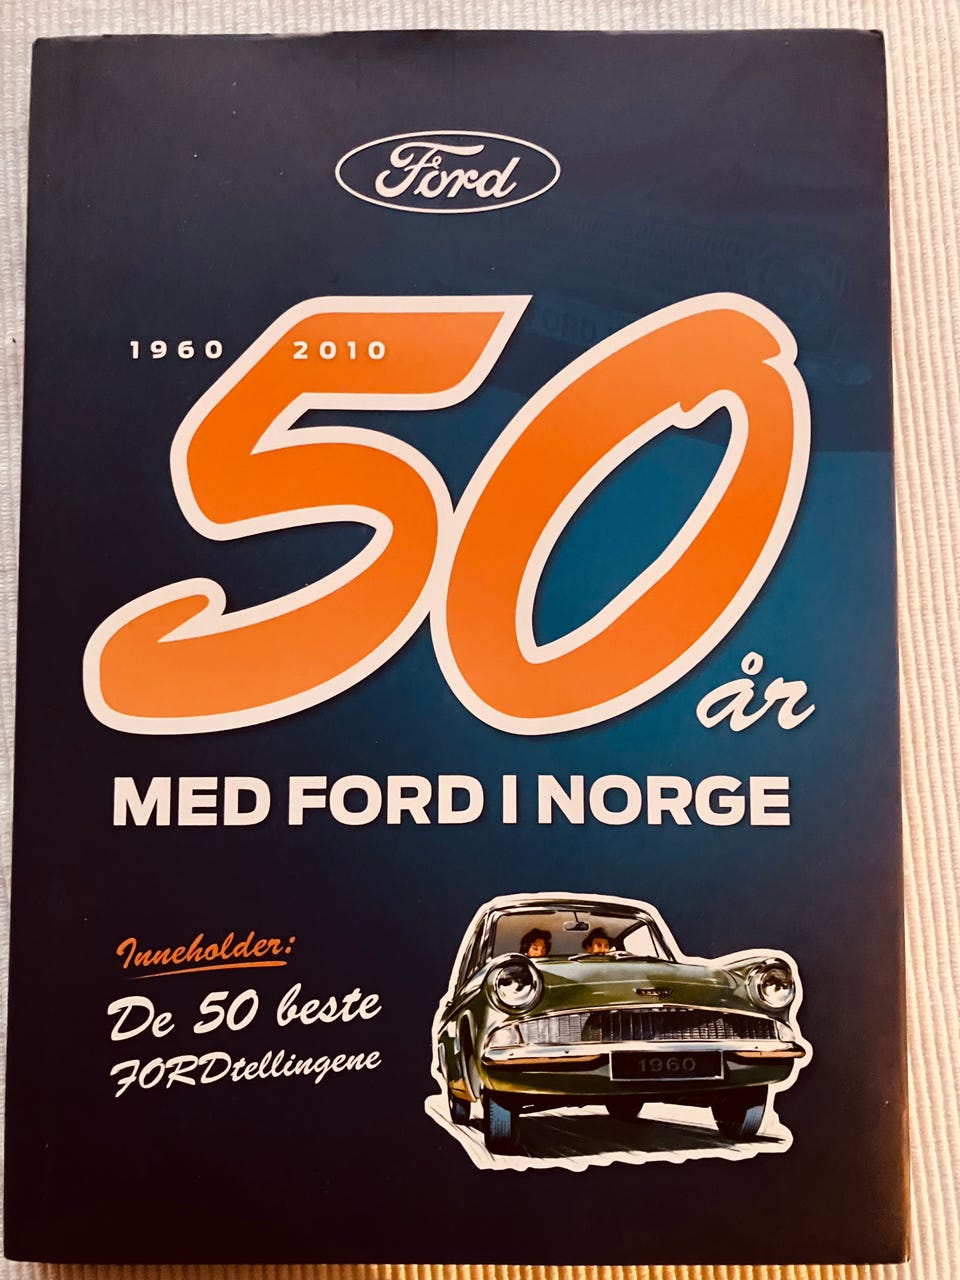 Ford
1960 2010
50
år
MED FORD I NORGE
Inneholder:
De 50 beste
FORDtellingene
1960